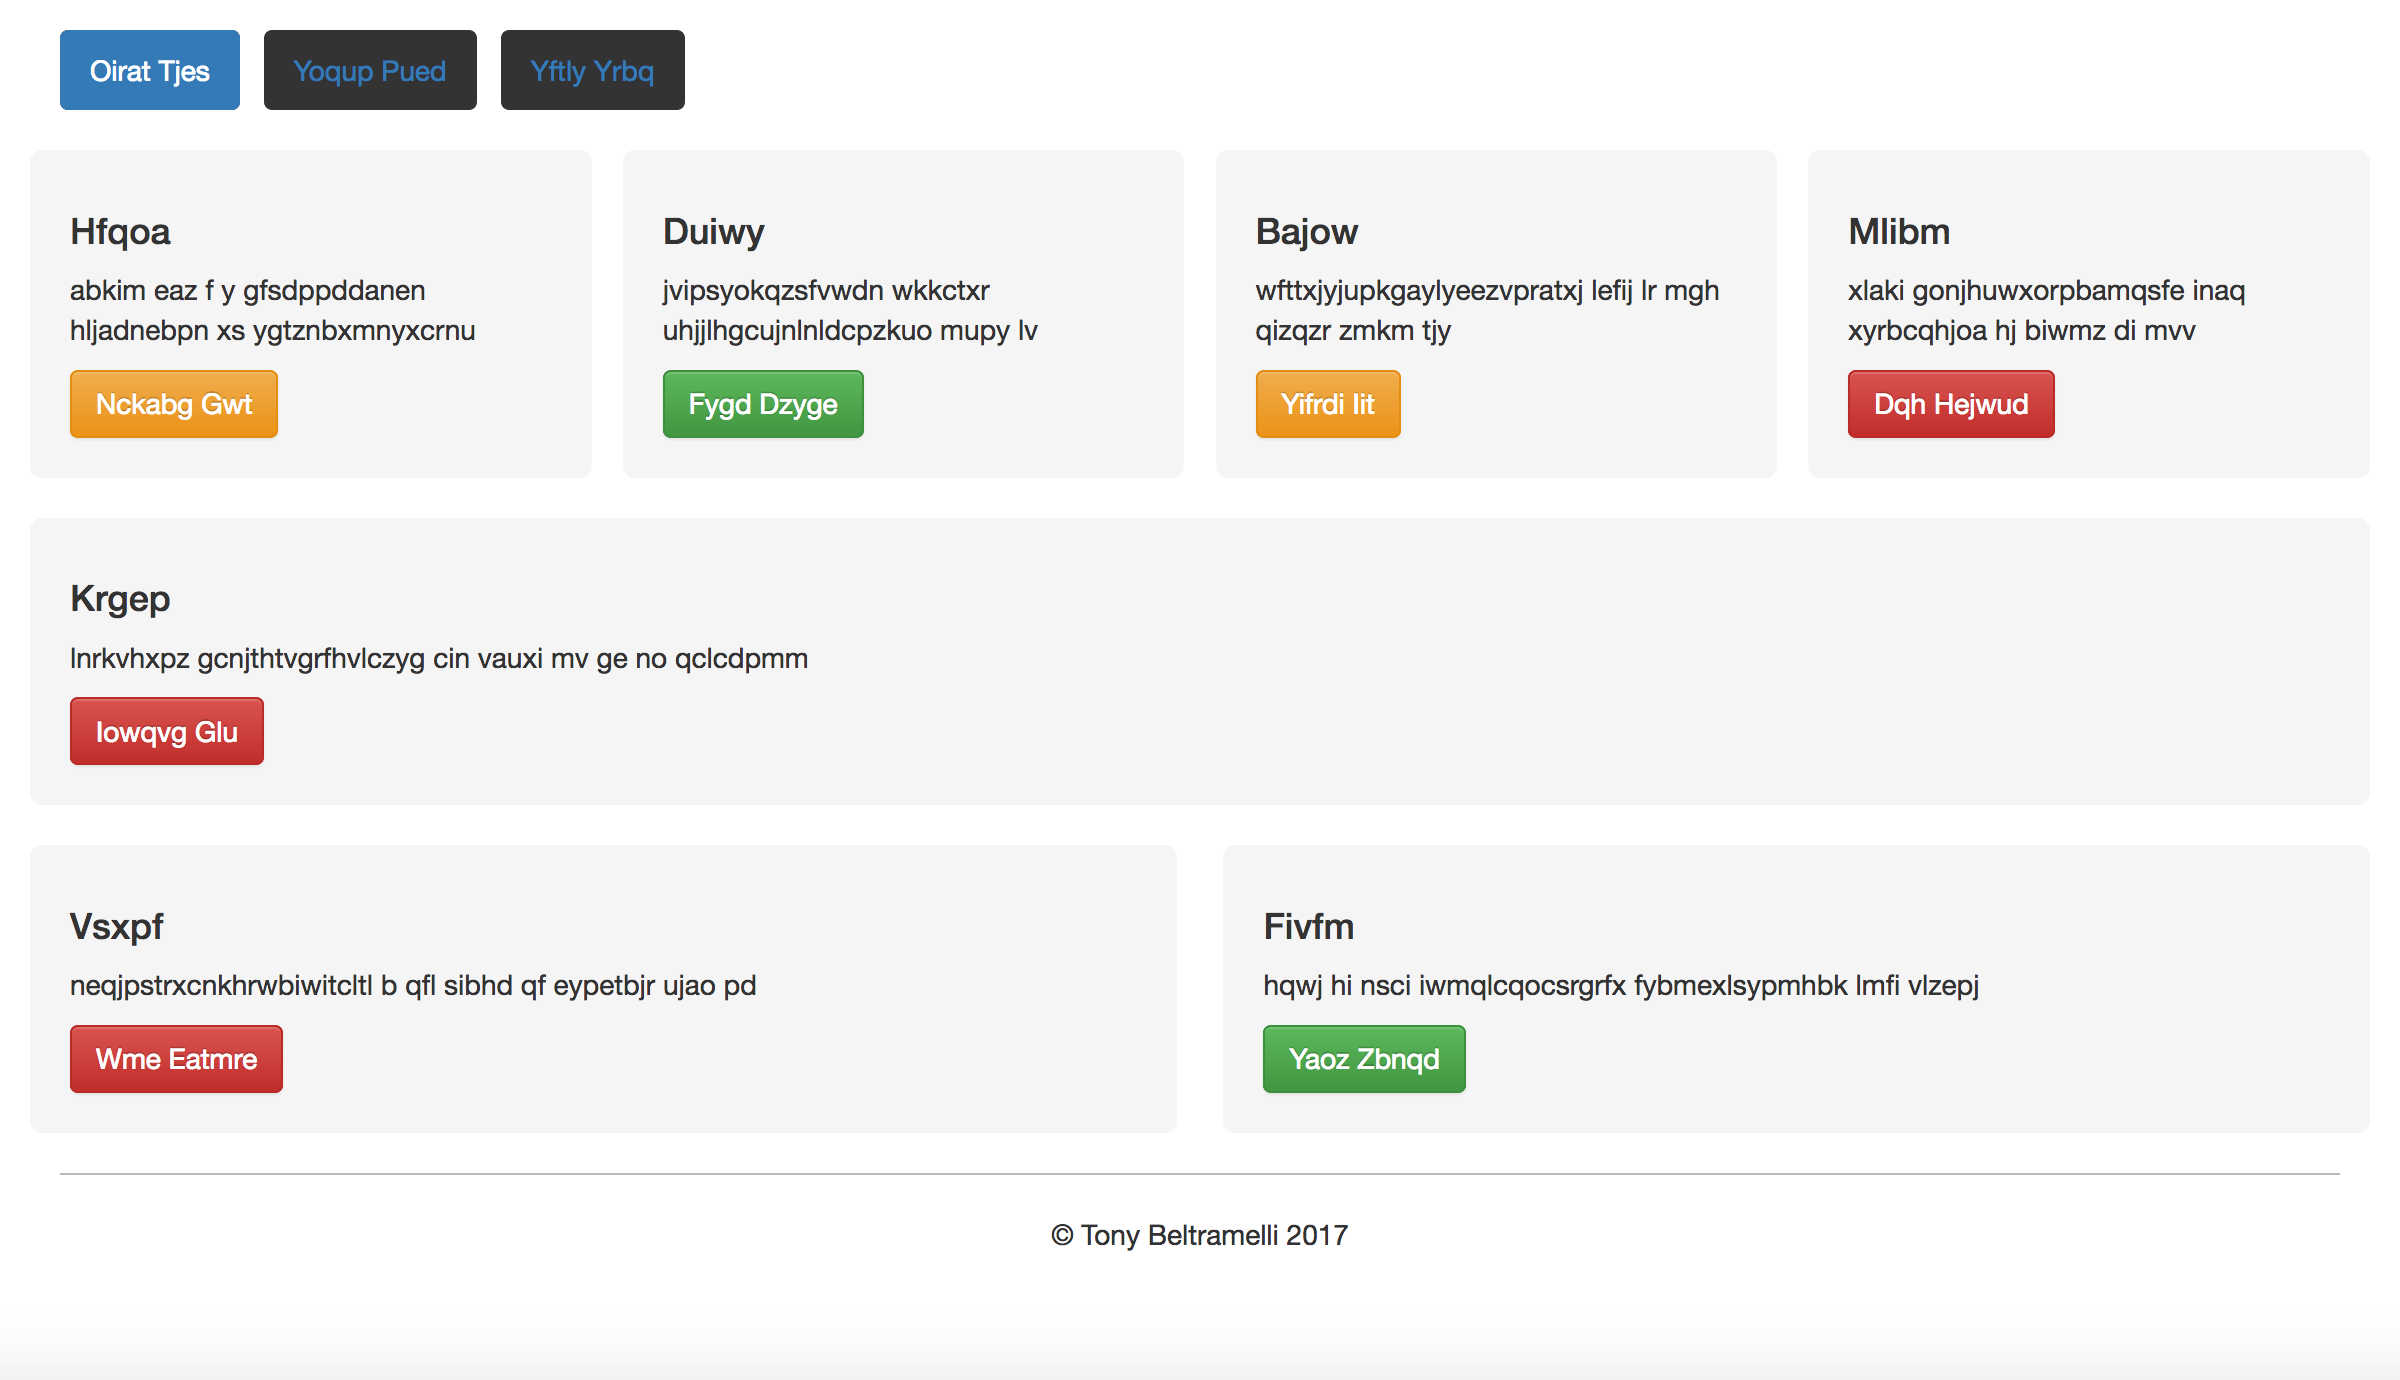 Oirat Tjes
Yoqup Pued
Yftly Yrbq
Hfqoa
abkim eaz f y gfsdppddanen
hljadnebpn xs ygtznbxmnyxcrnu
Nckabg Gwt
Duiwy
jvipsyokqzsfvwdn wkkctxr
uhjjlhgcujnlnldcpzkuo mupy lv
Fygd Dzyge
Bajow
wfttxjyjupkgaylyeezvpratxj lefij lr mgh
qizqzr zmkm tjy
Yifrdi Iit
Mlibm
xlaki gonjhuwxorpbamqsfe inaq
xyrbcqhjoa hj biwmz di mvv
Dqh Hejwud
Krgep
lnrkvhxpz gcnjthtvgrfhvlczyg cin vauxi mv ge no qclcdpmm
Iowqvg Glu
Vsxpf
neqjpstrxcnkhrwbiwitcltl b qfl sibhd qf eypetbjr ujao pd
Wme Eatmre
Fivfm
hqwj hi nsci iwmqlcqocsrgrfx fybmexlsypmhbk lmfi vlzepj
Yaoz Zbnqd
© Tony Beltramelli 2017